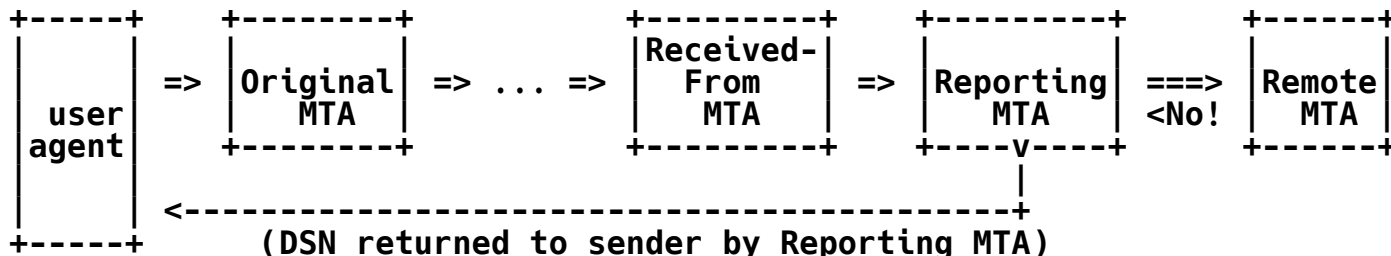 +-----+     +--------+           +---------+     +---------+      +------+
|     |     |        |           |Received-|     |         |      |      |
|     |  => |Original|  => ... =>|  From   |  => |Reporting| ===> |Remote|
| user|     |   MTA  |           |   MTA   |     |   MTA   | <No! |  MTA |
|agent|     +--------+           +---------+     +----v----+      +------+
|     |                                               |
|     | <---------------------------------------------+
+-----+      (DSN returned to sender by Reporting MTA)